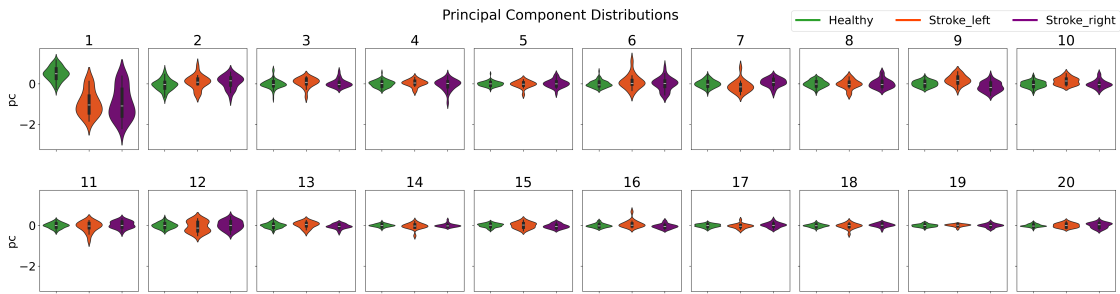 Principal Component Distributions
Healthy Stroke_left Stroke_right
1 2 3 4 5 6 7 8 9 10
pc
0
−2
11 12 13 14 15 16 17 18 19 20
pc
0
−2